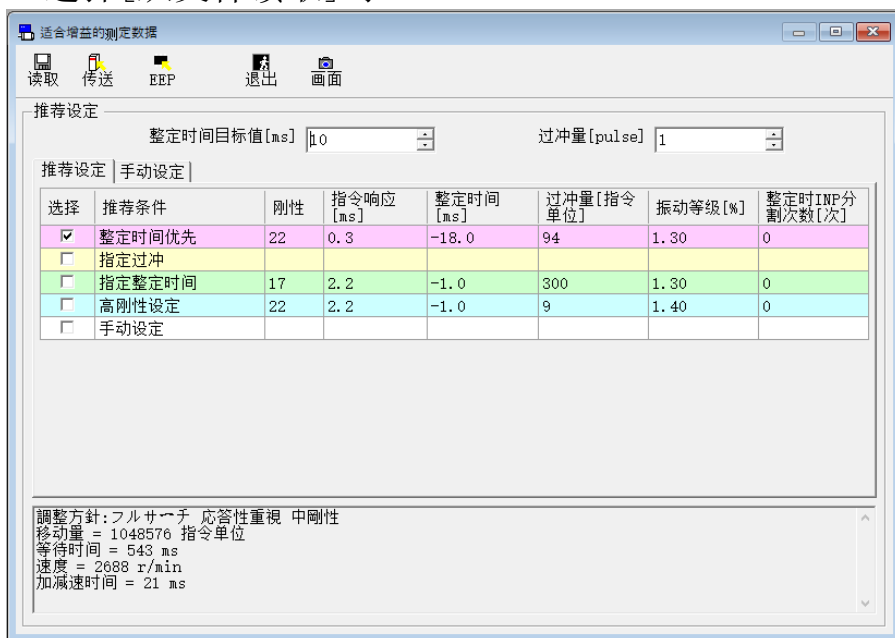 适合增益的测定数据
读取 传送 EEP 退出 画面
推荐设定
整定时间目标值[ms] 10 过冲量[pulse] 1
推荐设定 手动设定
选择 推荐条件 刚性 指令响应[ms] 整定时间[ms] 过冲量[指令单位] 振动等级[%] 整定时INP分割次数[次]
整定时间优先 22 0.3 -18.0 94 1.30 0
指定过冲
指定整定时间 17 2.2 -1.0 300 1.30 0
高刚性设定 22 2.2 -1.0 9 1.40 0
手动设定
調整方針:フルサーチ 応答性重視 中剛性
移动量 = 1048576 指令单位
等待时间 = 543 ms
速度 = 2688 r/min
加减速时间 = 21 ms